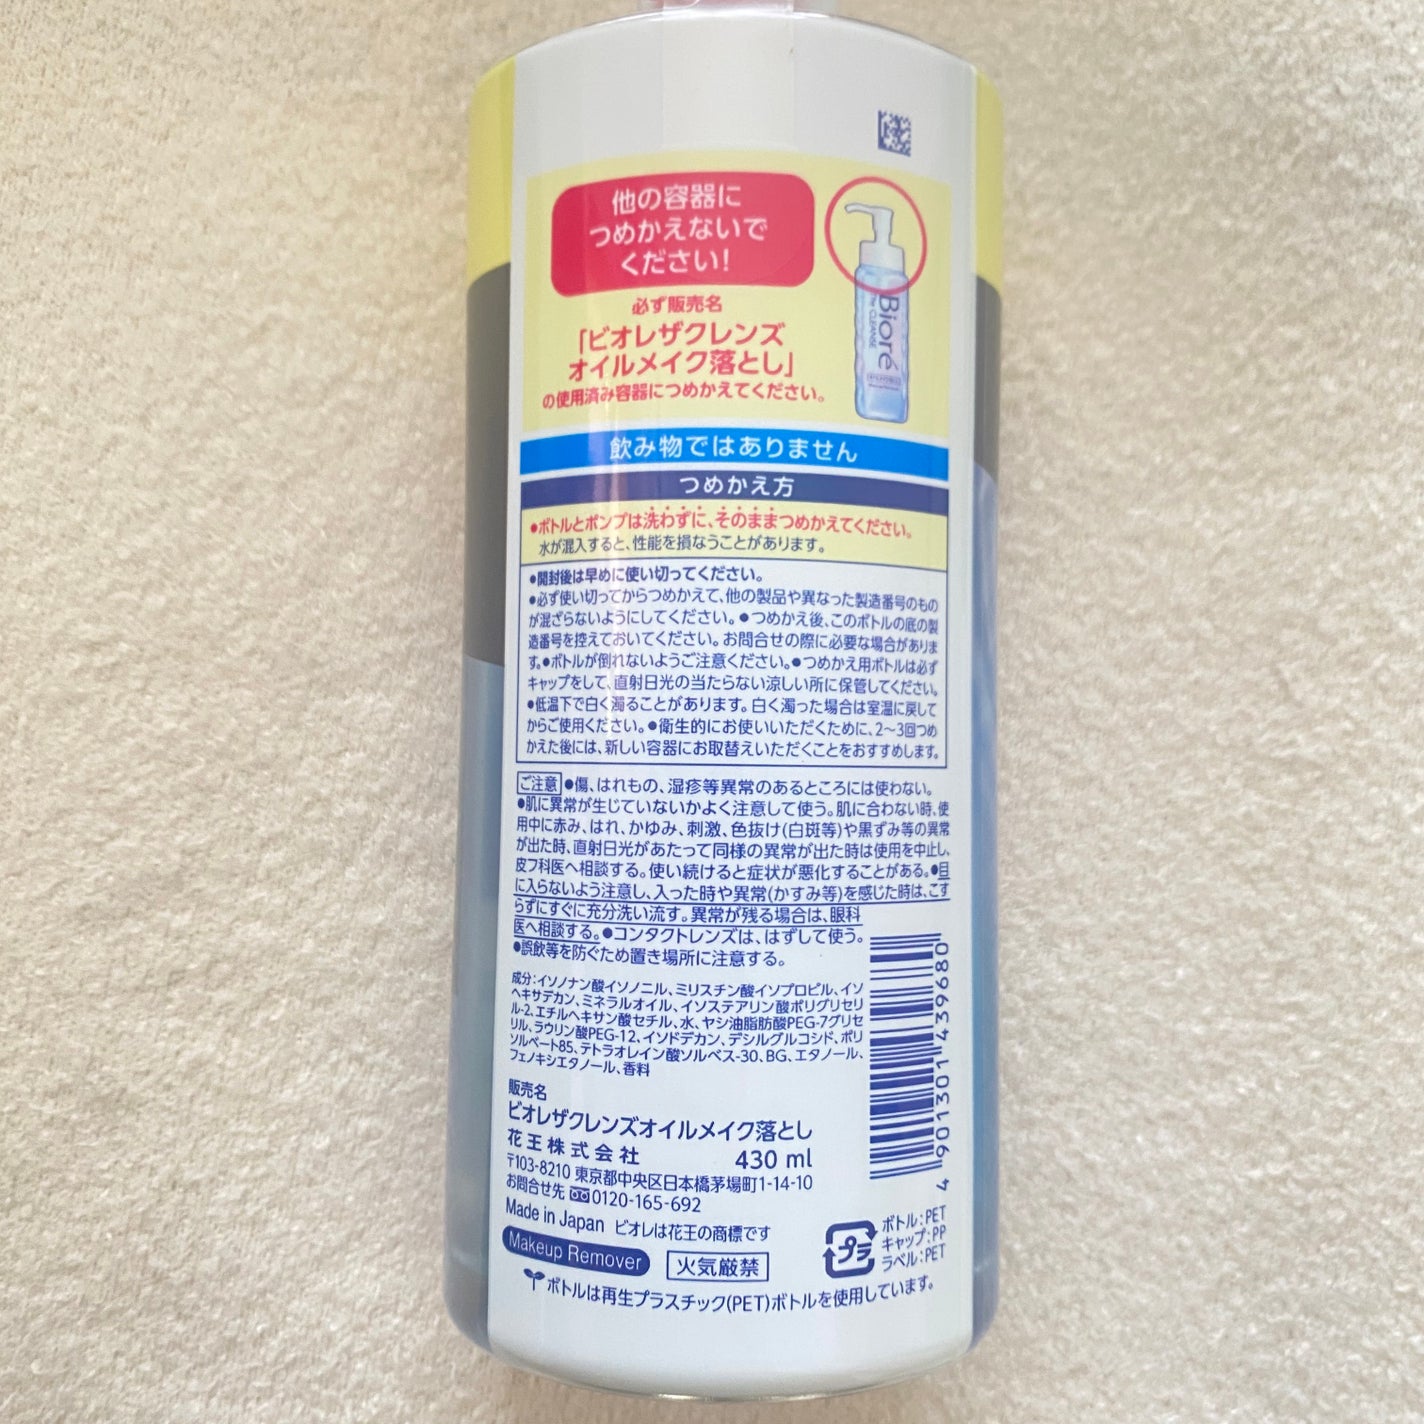 他の容器に
つめかえないで
ください!
必ず販売名
「ビオレザクレンズ
オイルメイク落とし」
の使用済み容器につめかえてください。
Bioré
THE CLEANSE
飲み物ではありません
つめかえ方
●ボトルとポンプは洗わずに、そのままつめかえてください。
水が混入すると、性能を損なうことがあります。
●開封後は早めに使い切ってください。
●必ず使い切ってからつめかえて、他の製品や異なった製造番号のもの
が混ざらないようにしてください。●つめかえ後、このボトルの底の製
造番号を控えておいてください。お問合せの際に必要な場合がありま
す。●ボトルが倒れないようご注意ください。●つめかえ用ボトルは必ず
キャップをして、直射日光の当たらない涼しい所に保管してください。
●低温下で白く濁ることがあります。白く濁った場合は室温に戻して
からご使用ください。●衛生的にお使いいただくために、2〜3回つめ
かえた後には、新しい容器にお取替えいただくことをおすすめします。
ご注意 ●傷、はれもの、湿疹等異常のあるところには使わない。
●肌に異常が生じていないかよく注意して使う。肌に合わない時、使
用中に赤み、はれ、かゆみ、刺激、色抜け(白斑等)や黒ずみ等の異常
が出た時、直射日光があたって同様の異常が出た時は使用を中止し、
皮フ科医へ相談する。使い続けると症状が悪化することがある。●目
に入らないよう注意し、入った時や異常(かすみ等)を感じた時は、こす
らずにすぐに充分洗い流す。異常が残る場合は、眼科
医へ相談する。●コンタクトレンズは、はずして使う。
●誤飲等を防ぐため置き場所に注意する。
成分:イソノナン酸イソノニル、ミリスチン酸イソプロピル、イソ
ヘキサデカン、ミネラルオイル、イソステアリン酸ポリグリセリ
ル-2、エチルヘキサン酸セチル、水、ヤシ油脂肪酸PEG-7グリセ
リル、ラウリン酸PEG-12、イソドデカン、デシルグルコシド、ポリ
ソルベート85、テトラオレイン酸ソルベス-30、BG、エタノール、
フェノキシエタノール、香料
4 901301 439680
販売名
ビオレザクレンズオイルメイク落とし
花王株式会社 430 ml
〒103-8210 東京都中央区日本橋茅場町1-14-10
お問合せ先 0120-165-692
Made in Japan ビオレは花王の商標です
Makeup Remover 火気厳禁
プラ
ボトル:PET
キャップ:PP
ラベル:PET
ボトルは再生プラスチック(PET)ボトルを使用しています。